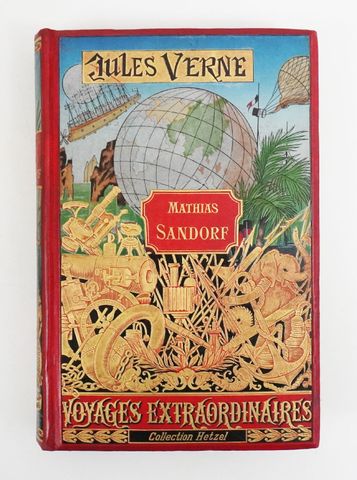 JULES VERNE
MATHIAS
SANDORF
VOYAGES EXTRAORDINAIRES
Collection Hetzel